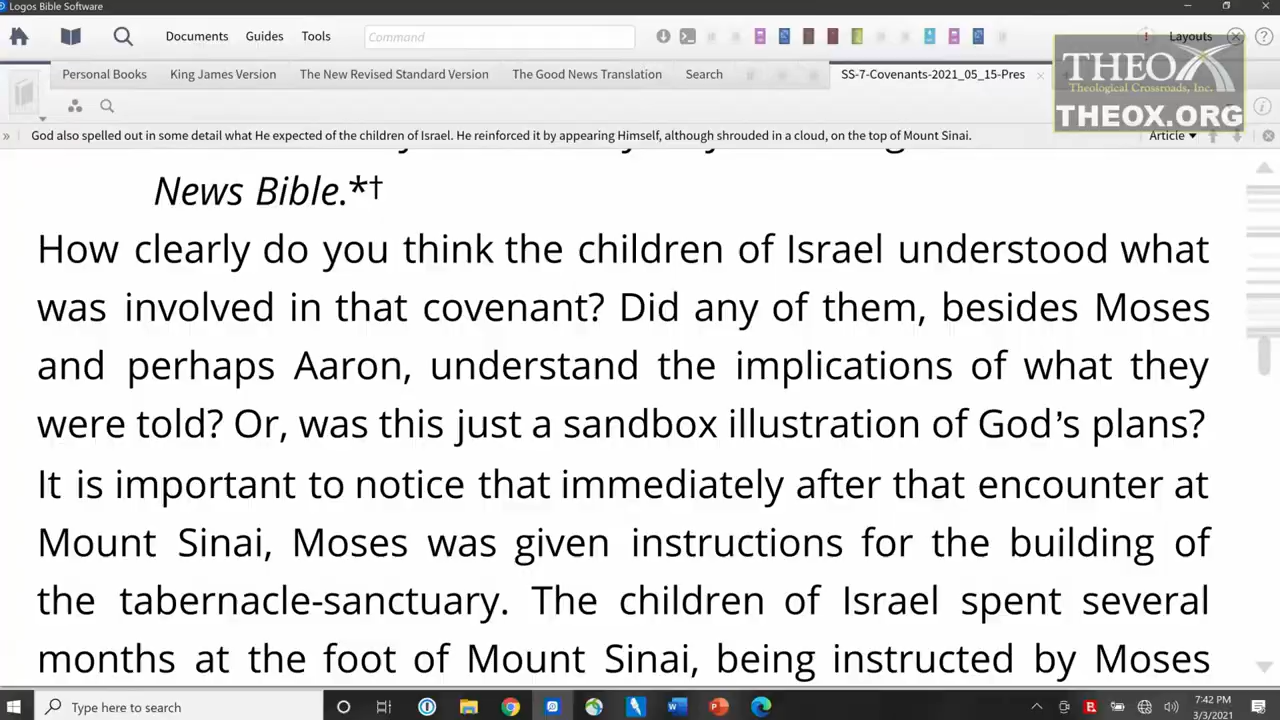 Logos Bible Software
Documents Guides Tools Command Layouts
THEOX
Theological Crossroads, Inc.
THEOX.ORG
Personal Books King James Version The New Revised Standard Version The Good News Translation Search SS-7-Covenants-2021_05_15-Pres
God also spelled out in some detail what He expected of the children of Israel. He reinforced it by appearing Himself, although shrouded in a cloud, on the top of Mount Sinai. Article
News Bible.*†
How clearly do you think the children of Israel understood what
was involved in that covenant? Did any of them, besides Moses
and perhaps Aaron, understand the implications of what they
were told? Or, was this just a sandbox illustration of God's plans?
It is important to notice that immediately after that encounter at
Mount Sinai, Moses was given instructions for the building of
the tabernacle-sanctuary. The children of Israel spent several
months at the foot of Mount Sinai, being instructed by Moses
Type here to search
7:42 PM
3/3/2021